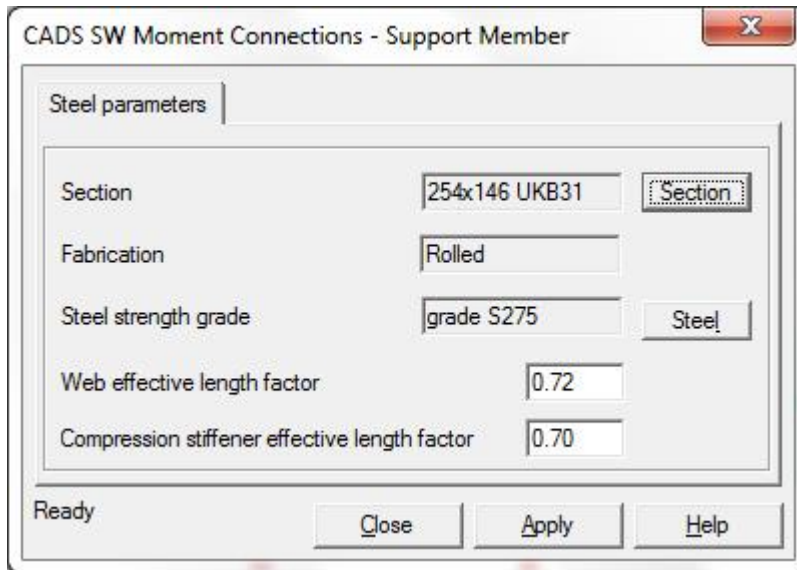 CADS SW Moment Connections - Support Member
X
Steel parameters
Section 254x146 UKB31 Section
Fabrication Rolled
Steel strength grade grade S275 Steel
Web effective length factor 0.72
Compression stiffener effective length factor 0.70
Ready Close Apply Help